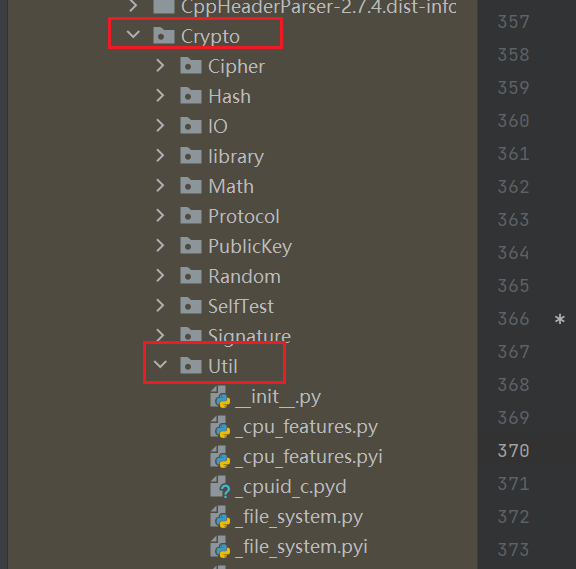 CppHeaderParser-2.7.4.dist-info
Crypto
Cipher
Hash
IO
library
Math
Protocol
PublicKey
Random
SelfTest
Signature
Util
__init__.py
_cpu_features.py
_cpu_features.pyi
_cpuid_c.pyd
_file_system.py
_file_system.pyi
357
358
359
360
361
362
363
364
365
366 *
367
368
369
370
371
372
373